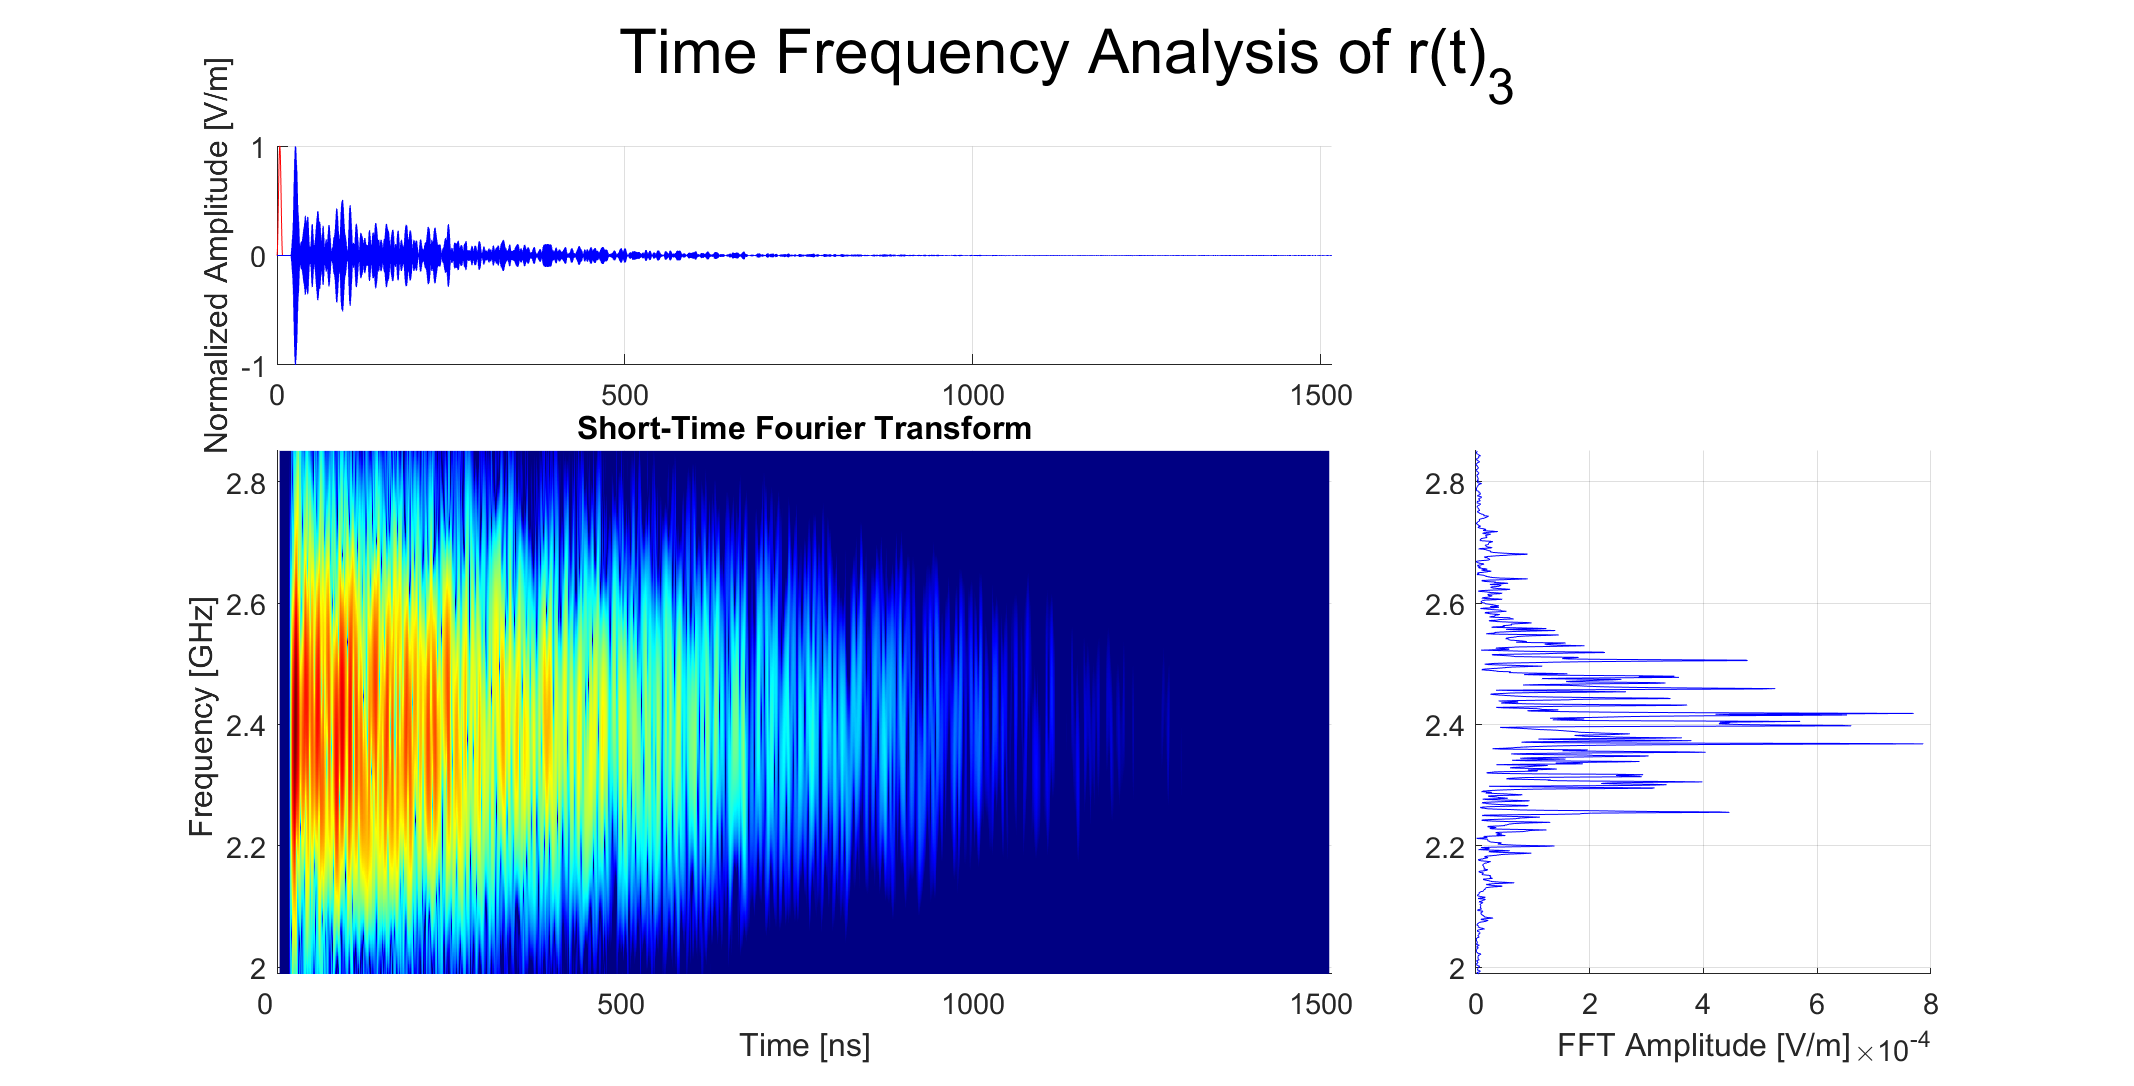 Time Frequency Analysis of r(t)3
Normalized Amplitude [V/m]
1
0
-1
0 500 1000 1500
Short-Time Fourier Transform
Frequency [GHz]
2.8
2.6
2.4
2.2
2
0 500 1000 1500
Time [ns]
2.8
2.6
2.4
2.2
2
0 2 4 6 8
FFT Amplitude [V/m] ×10-4